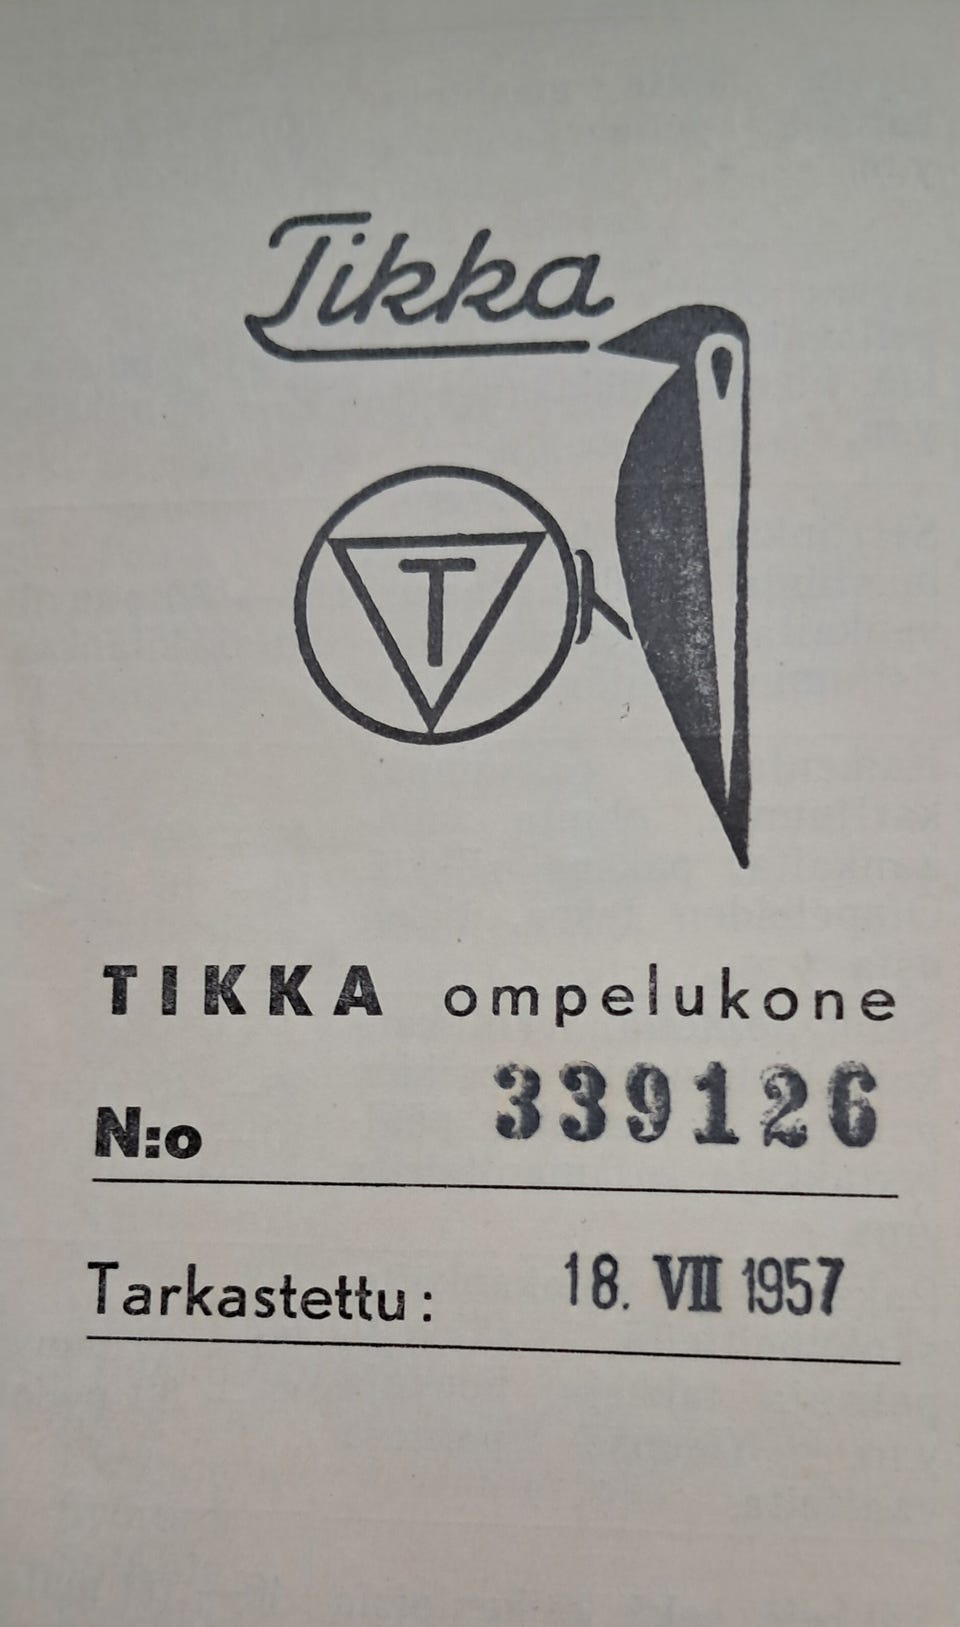 Tikka
T
TIKKA ompelukone
N:o 339126
Tarkastettu: 18. VII 1957